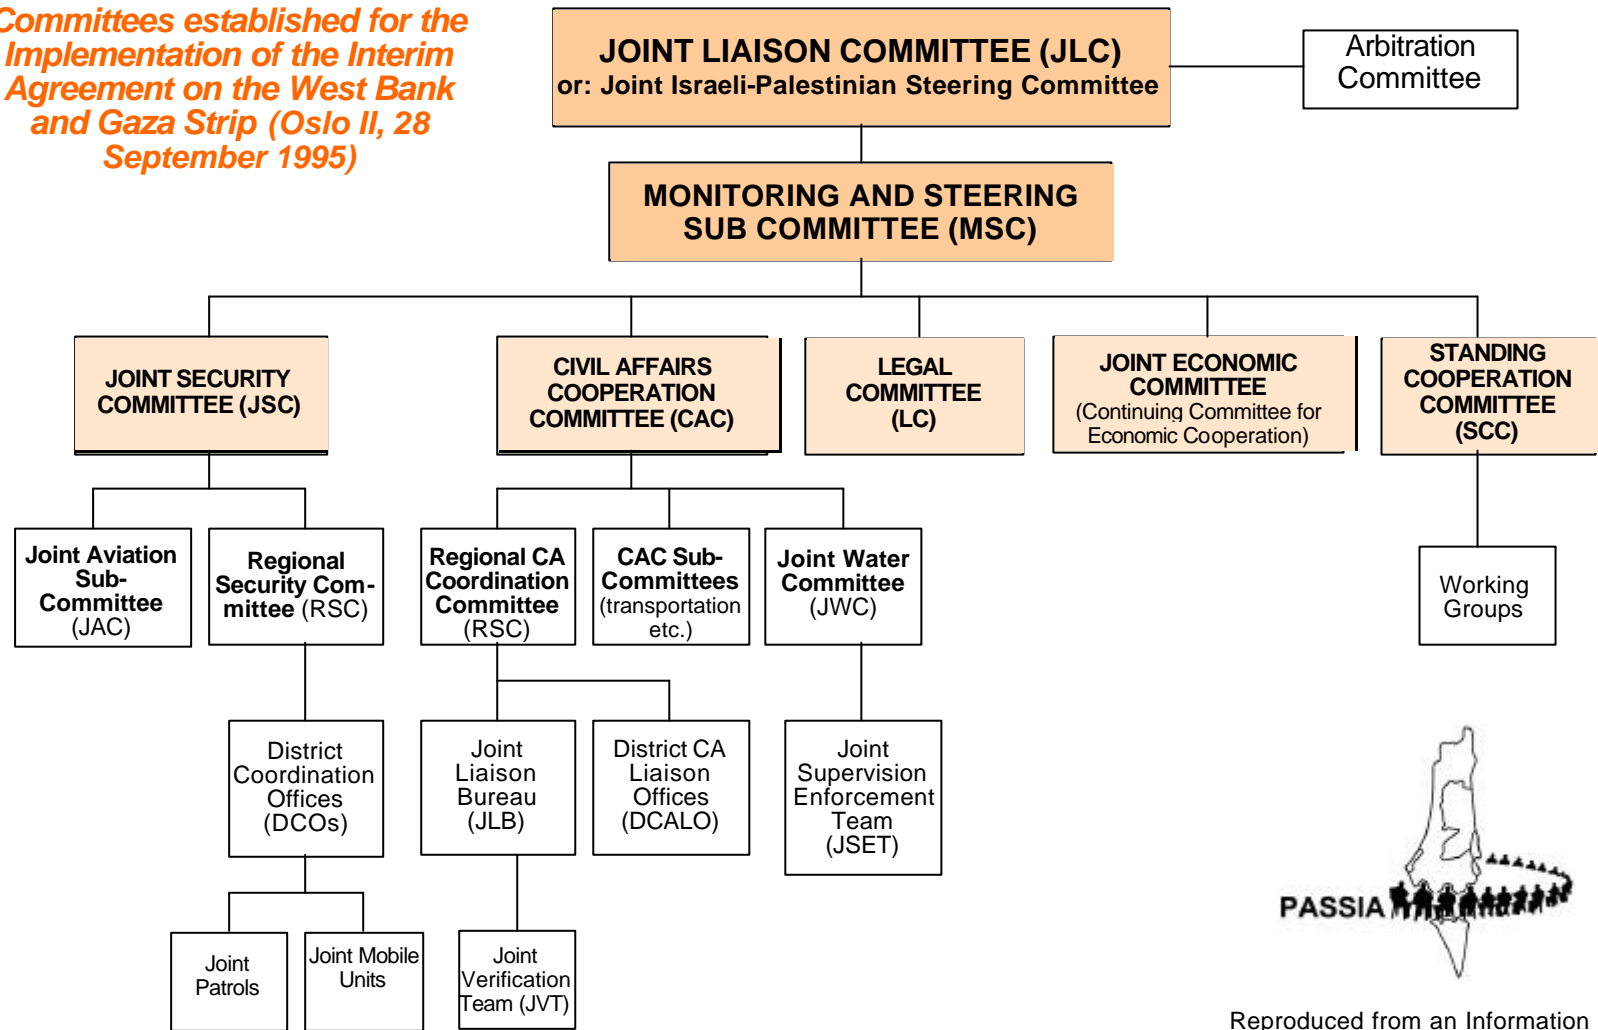 Committees established for the
Implementation of the Interim
Agreement on the West Bank
and Gaza Strip (Oslo II, 28
September 1995)
JOINT LIAISON COMMITTEE (JLC)
or: Joint Israeli-Palestinian Steering Committee
Arbitration
Committee
MONITORING AND STEERING
SUB COMMITTEE (MSC)
JOINT SECURITY
COMMITTEE (JSC)
CIVIL AFFAIRS
COOPERATION
COMMITTEE (CAC)
LEGAL
COMMITTEE
(LC)
JOINT ECONOMIC
COMMITTEE
(Continuing Committee for
Economic Cooperation)
STANDING
COOPERATION
COMMITTEE
(SCC)
Joint Aviation
Sub-
Committee
(JAC)
Regional
Security Com-
mittee (RSC)
Regional CA
Coordination
Committee
(RSC)
CAC Sub-
Committees
(transportation
etc.)
Joint Water
Committee
(JWC)
Working
Groups
District
Coordination
Offices
(DCOs)
Joint
Liaison
Bureau
(JLB)
District CA
Liaison
Offices
(DCALO)
Joint
Supervision
Enforcement
Team
(JSET)
Joint
Patrols
Joint Mobile
Units
Joint
Verification
Team (JVT)
PASSIA
Reproduced from an Information